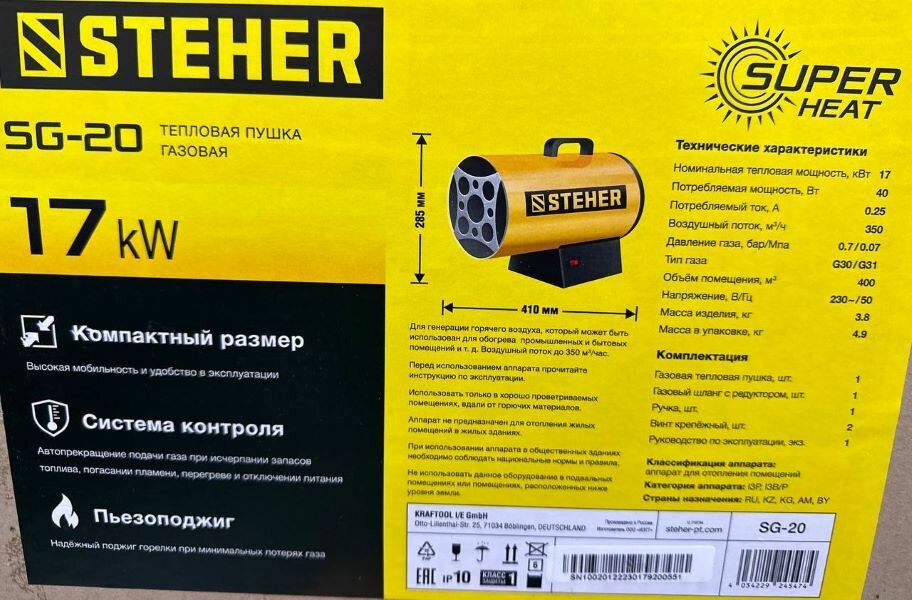 STEHER
SG-20 ТЕПЛОВАЯ ПУШКА
ГАЗОВАЯ
17 kW
Компактный размер
Высокая мобильность и удобство в эксплуатации
Система контроля
Автопрекращение подачи газа при исчерпании запасов
топлива, погасании пламени, перегреве и отключении питания
Пьезоподжиг
Надёжный поджиг горелки при минимальных потерях газа
SUPER
HEAT
285 мм
STEHER
410 мм
Для генерации горячего воздуха, который может быть
использован для обогрева промышленных и бытовых
помещений и т. д. Воздушный поток до 350 м³/час.
Перед использованием аппарата прочитайте
инструкцию по эксплуатации.
Использовать только в хорошо проветриваемых
помещениях, вдали от горючих материалов.
Аппарат не предназначен для отопления жилых
помещений в жилых зданиях.
При использовании аппарата в общественных зданиях
необходимо соблюдать национальные нормы и правила.
Не использовать данное оборудование в подвальных
помещениях или помещениях, расположенных ниже
уровня земли.
Технические характеристики
Номинальная тепловая мощность, кВт 17
Потребляемая мощность, Вт 40
Потребляемый ток, А 0.25
Воздушный поток, м³/ч 350
Давление газа, бар/Мпа 0.7/0.07
Тип газа G30/G31
Объём помещения, м³ 400
Напряжение, В/Гц 230~/50
Масса изделия, кг 3.8
Масса в упаковке, кг 4.9
Комплектация
Газовая тепловая пушка, шт. 1
Газовый шланг с редуктором, шт. 1
Ручка, шт. 1
Винт крепёжный, шт. 2
Руководство по эксплуатации, экз. 1
Классификация аппарата:
аппарат для отопления помещений
Категория аппарата: I3P, I3B/P
Страны назначения: RU, KZ, KG, AM, BY
KRAFTOOL I/E GmbH
Otto-Lilienthal-Str. 25, 71034 Böblingen, DEUTSCHLAND
Произведено в России
steher-pt.com
SG-20
8
EAC IP10 КЛАСС
ЗАЩИТЫ 1
SN10020122230179200551
4 034229 245474